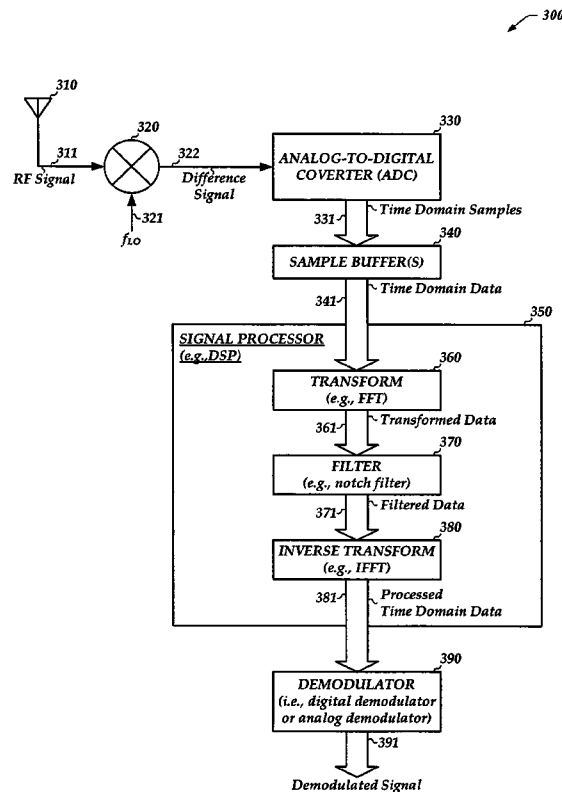 300
310
320
330
311
322
RF Signal
Difference
Signal
321
fLO
ANALOG-TO-DIGITAL
COVERTER (ADC)
331
Time Domain Samples
340
SAMPLE BUFFER(S)
341
Time Domain Data
350
SIGNAL PROCESSOR
(e.g.,DSP)
360
TRANSFORM
(e.g., FFT)
361
Transformed Data
370
FILTER
(e.g., notch filter)
371
Filtered Data
380
INVERSE TRANSFORM
(e.g., IFFT)
381
Processed
Time Domain Data
390
DEMODULATOR
(i.e., digital demodulator
or analog demodulator)
391
Demodulated Signal